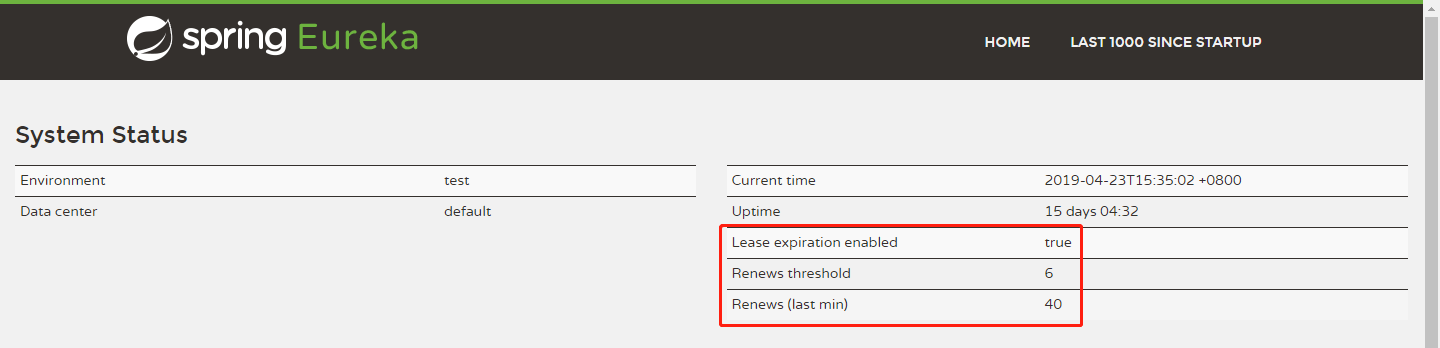 spring Eureka HOME LAST 1000 SINCE STARTUP
System Status
Environment test
Data center default
Current time 2019-04-23T15:35:02 +0800
Uptime 15 days 04:32
Lease expiration enabled true
Renews threshold 6
Renews (last min) 40